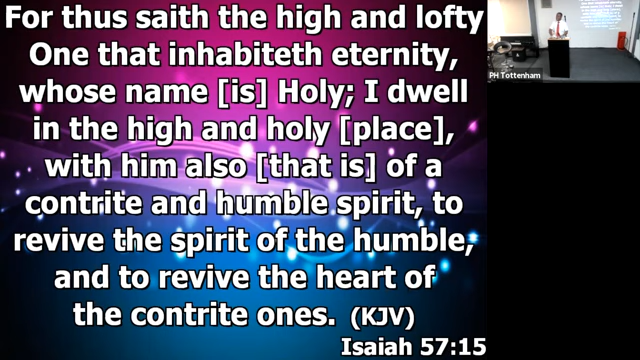 For thus saith the high and lofty
One that inhabiteth eternity,
whose name [is] Holy; I dwell
in the high and holy [place],
with him also [that is] of a
contrite and humble spirit, to
revive the spirit of the humble,
and to revive the heart of
the contrite ones. (KJV)
Isaiah 57:15
PH Tottenham